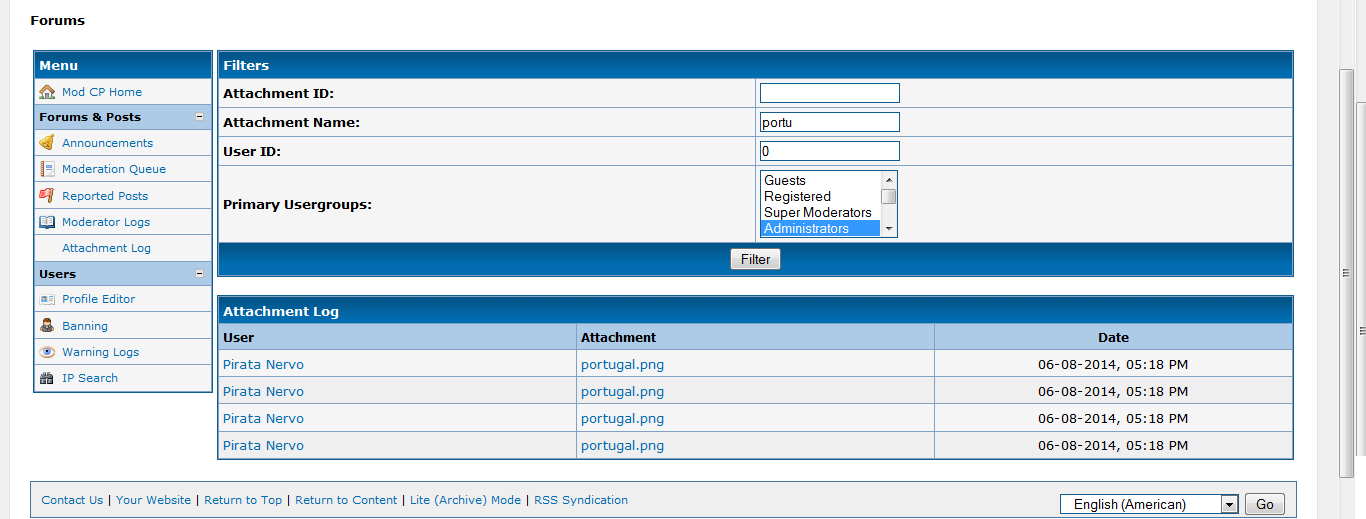 Forums
Menu
Mod CP Home
Forums & Posts
Announcements
Moderation Queue
Reported Posts
Moderator Logs
Attachment Log
Users
Profile Editor
Banning
Warning Logs
IP Search
Filters
Attachment ID:
Attachment Name: portu
User ID: 0
Primary Usergroups:
Guests
Registered
Super Moderators
Administrators
Filter
Attachment Log
User Attachment Date
Pirata Nervo portugal.png 06-08-2014, 05:18 PM
Pirata Nervo portugal.png 06-08-2014, 05:18 PM
Pirata Nervo portugal.png 06-08-2014, 05:18 PM
Pirata Nervo portugal.png 06-08-2014, 05:18 PM
Contact Us | Your Website | Return to Top | Return to Content | Lite (Archive) Mode | RSS Syndication
English (American) Go